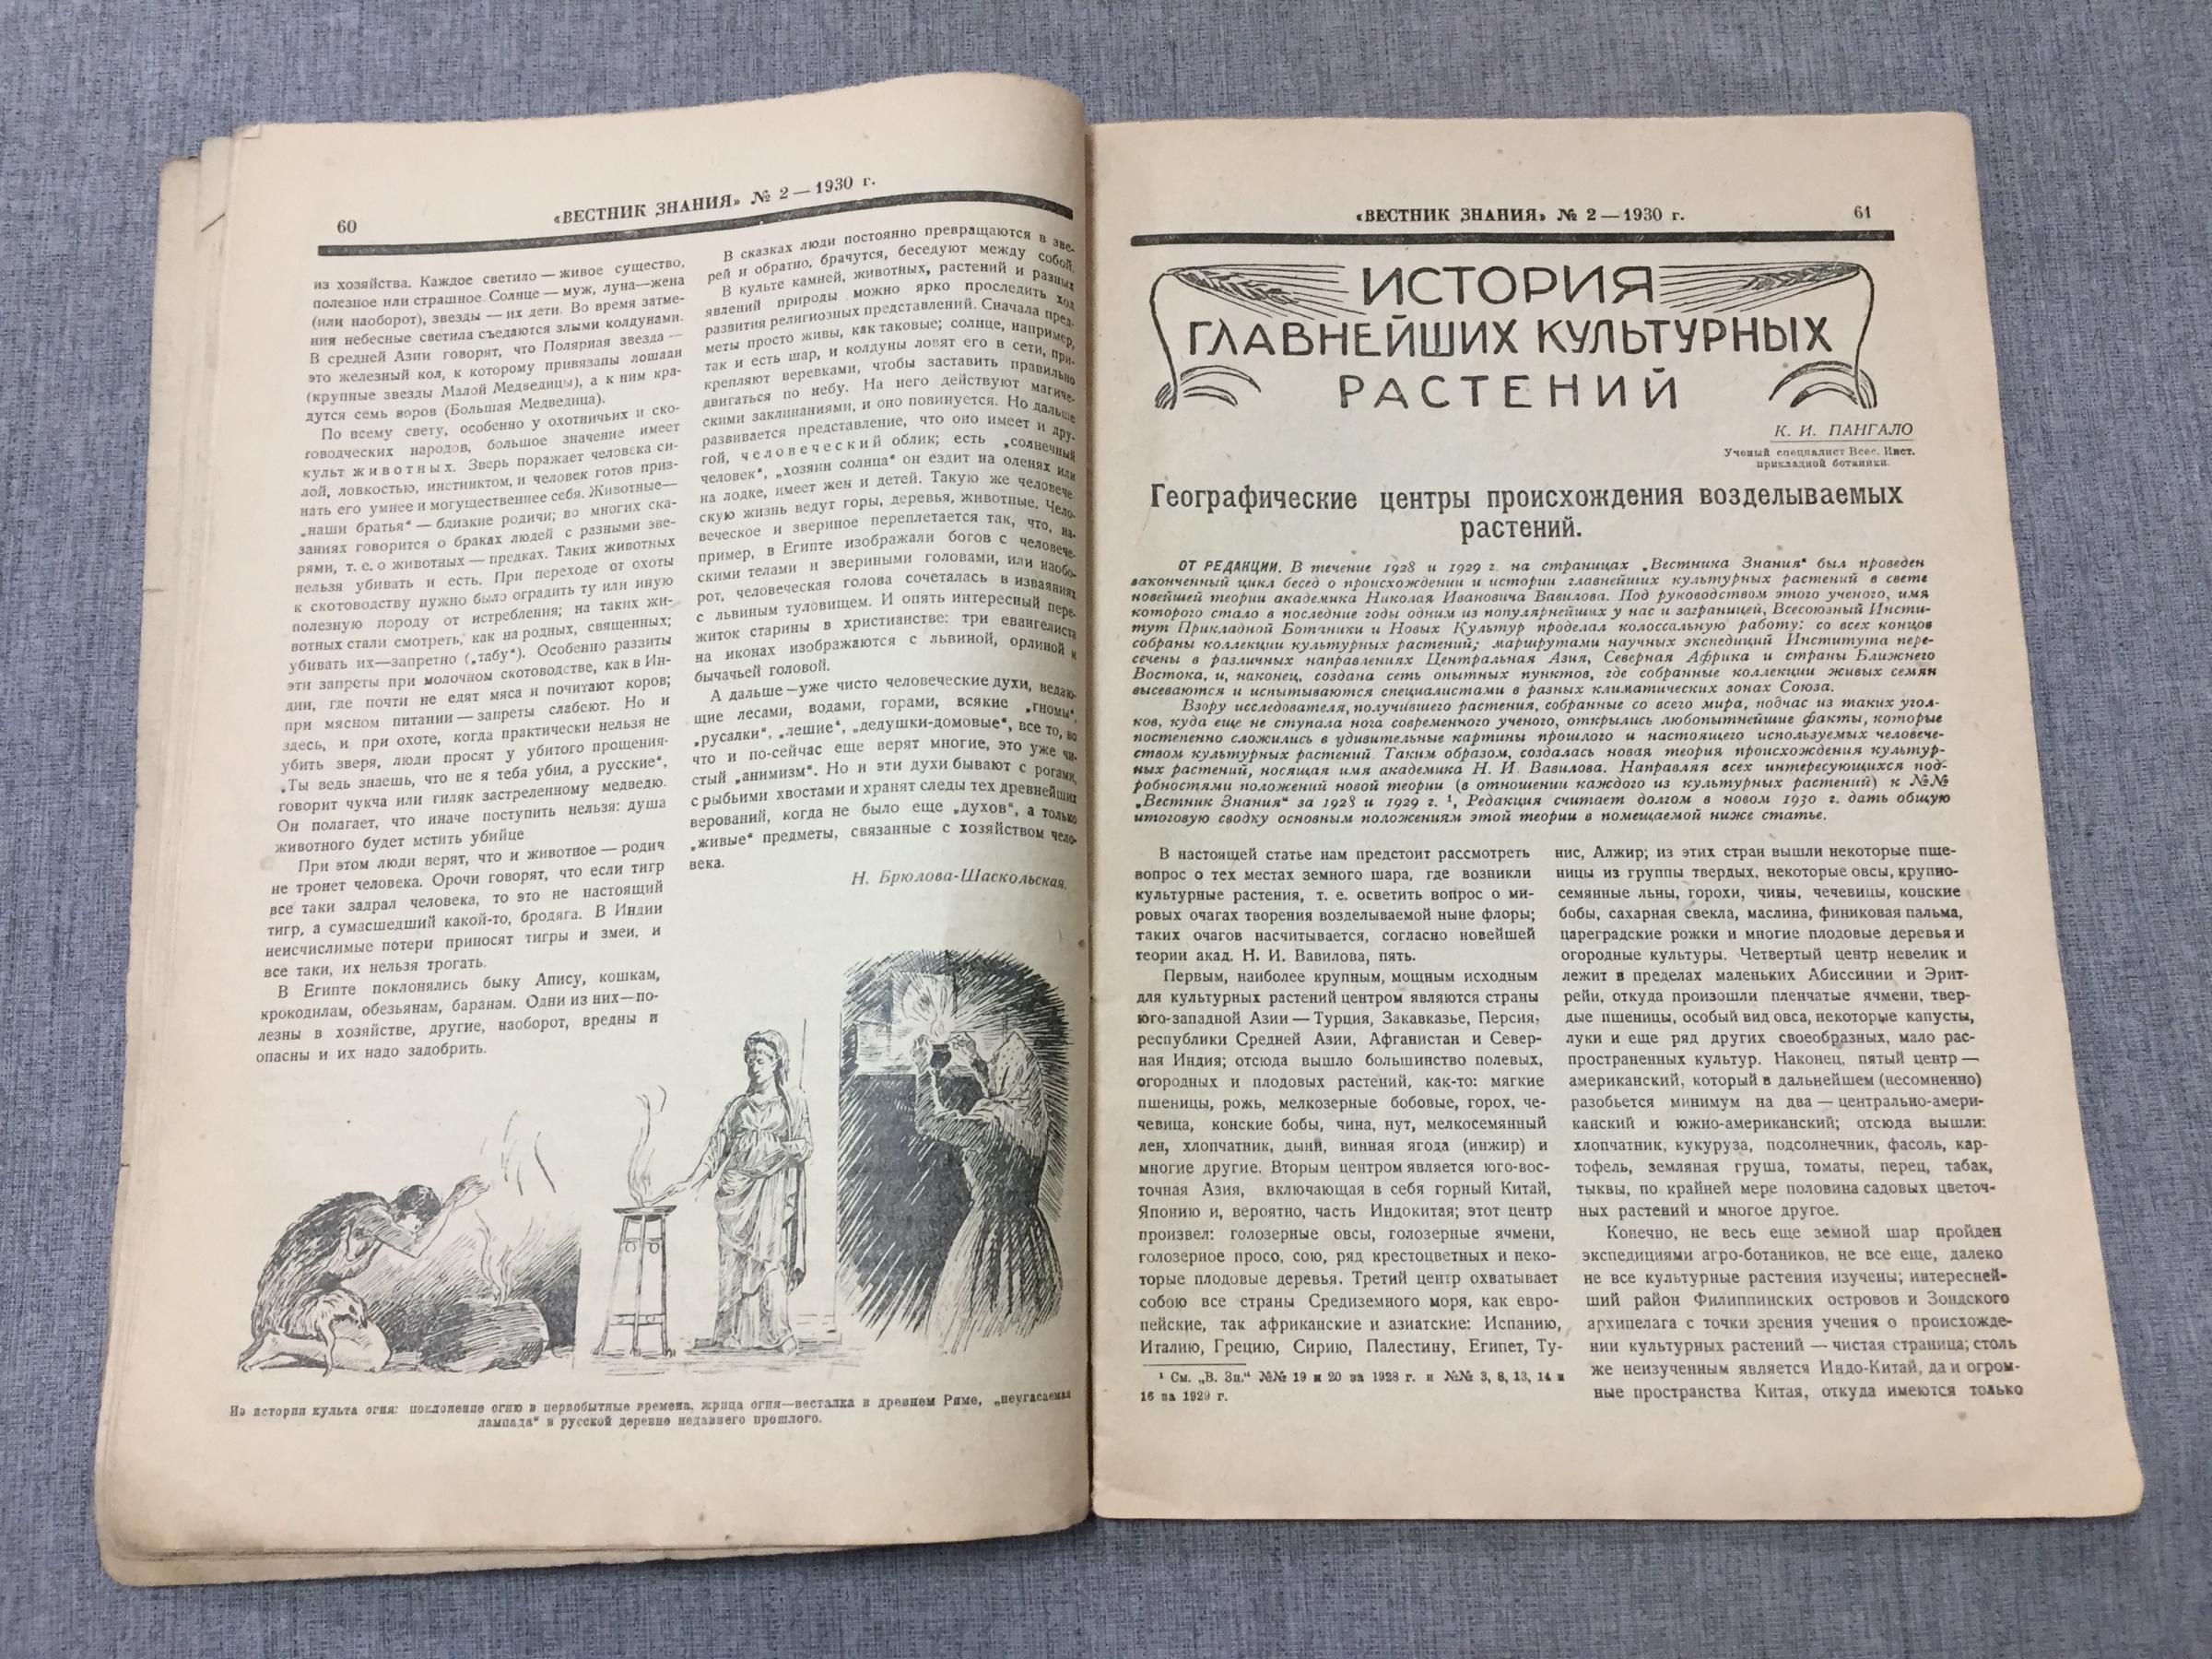 60
«ВЕСТНИК ЗНАНИЯ» № 2 — 1930 г.
из хозяйства. Каждое светило — живое существо,
полезное или страшное. Солнце — муж, луна—жена
(или наоборот), звезды — их дети. Во время затме-
ния небесные светила съедаются злыми колдунами.
В средней Азии говорят, что Полярная звезда —
это железный кол, к которому привязаны лошади
(крупные звезды Малой Медведицы), а к ним кра-
дутся семь воров (Большая Медведица).
По всему свету, особенно у охотничьих и ско-
товодческих народов, большое значение имеет
культ животных. Зверь поражает человека си-
лой, ловкостью, инстинктом, и человек готов приз-
нать его умнее и могущественнее себя. Животные—
„наши братья“ — близкие родичи; во многих ска-
заниях говорится о браках людей с разными зве-
рями, т. е. о животных — предках. Таких животных
нельзя убивать и есть. При переходе от охоты
к скотоводству нужно было оградить ту или иную
полезную породу от истребления; на таких жи-
вотных стали смотреть, как на родных, священных;
убивать их—запретно („табу“). Особенно развиты
эти запреты при молочном скотоводстве, как в Ин-
дии, где почти не едят мяса и почитают коров;
при мясном питании — запреты слабеют. Но и
здесь, и при охоте, когда практически нельзя не
убить зверя, люди просят у убитого прощения.
„Ты ведь знаешь, что не я тебя убил, а русские“,
говорит чукча или гиляк застреленному медведю.
Он полагает, что иначе поступить нельзя: душа
животного будет мстить убийце
При этом люди верят, что и животное — родич
не тронет человека. Орочи говорят, что если тигр
все таки задрал человека, то это не настоящий
тигр, а сумасшедший какой-то, бродяга. В Индии
неисчислимые потери приносят тигры и змеи, и
все таки, их нельзя трогать.
В Египте поклонялись быку Апису, кошкам,
крокодилам, обезьянам, баранам. Одни из них—по-
лезны в хозяйстве, другие, наоборот, вредны и
опасны и их надо задобрить.
В сказках люди постоянно превращаются в зве-
рей и обратно, брачутся, беседуют между собой.
В культе камней, животных, растений и разных
явлений природы можно ярко проследить ход
развития религиозных представлений. Сначала пред-
меты просто живы, как таковые; солнце, например,
так и есть шар, и колдуны ловят его в сети, при-
крепляют веревками, чтобы заставить правильно
двигаться по небу. На него действуют магиче-
скими заклинаниями, и оно повинуется. Но дальше
развивается представление, что оно имеет и дру-
гой, человеческий облик; есть „солнечный
человек“, „хозяин солнца“ он ездит на оленях или
на лодке, имеет жен и детей. Такую же человече-
скую жизнь ведут горы, деревья, животные. Чело-
веческое и звериное переплетается так, что, на-
пример, в Египте изображали богов с человече-
скими телами и звериными головами, или наобо-
рот, человеческая голова сочеталась в изваяниях
с львиным туловищем. И опять интересный пере-
житок старины в христианстве: три евангелиста
на иконах изображаются с львиной, орлиной и
бычачьей головой.
А дальше—уже чисто человеческие духи, ведаю-
щие лесами, водами, горами, всякие „гномы“,
„русалки“, „лешие“, „дедушки-домовые“, все то, во
что и по-сейчас еще верят многие, это уже чи-
стый „анимизм“. Но и эти духи бывают с рогами,
с рыбьими хвостами и хранят следы тех древнейших
верований, когда не было еще „духов“, а только
„живые“ предметы, связанные с хозяйством чело-
века.
Н. Брюлова-Шаскольская.
Из истории культа огня: поклонение огню в первобытные времена, жрица огня—весталка в древнем Риме, „неугасаемая
лампада“ в русской деревне недавнего прошлого.
«ВЕСТНИК ЗНАНИЯ» № 2 — 1930 г.
61
ИСТОРИЯ
ГЛАВНЕЙШИХ КУЛЬТУРНЫХ
РАСТЕНИЙ
К. И. ПАНГАЛО
Ученый специалист Всес. Инст.
прикладной ботаники.
Географические центры происхождения возделываемых
растений.
ОТ РЕДАКЦИИ. В течение 1928 и 1929 г. на страницах „Вестника Знания“ был проведен
законченный цикл бесед о происхождении и истории главнейших культурных растений в свете
новейшей теории академика Николая Ивановича Вавилова. Под руководством этого ученого, имя
которого стало в последние годы одним из популярнейших у нас и заграницей, Всесоюзный Инсти-
тут Прикладной Ботаники и Новых Культур проделал колоссальную работу: со всех концов
собраны коллекции культурных растений; маршрутами научных экспедиций Института пере-
сечены в различных направлениях Центральная Азия, Северная Африка и страны Ближнего
Востока, и, наконец, создана сеть опытных пунктов, где собранные коллекции живых семян
высеваются и испытываются специалистами в разных климатических зонах Союза.
Взору исследователя, получившего растения, собранные со всего мира, подчас из таких угол-
ков, куда еще не ступала нога современного ученого, открылись любопытнейшие факты, которые
постепенно сложились в удивительные картины прошлого и настоящего используемых человече-
ством культурных растений. Таким образом, создалась новая теория происхождения культур-
ных растений, носящая имя академика Н. И. Вавилова. Направляя всех интересующихся под-
робностями положений новой теории (в отношении каждого из культурных растений) к №№
„Вестник Знания“ за 1928 и 1929 г. ¹, Редакция считает долгом в новом 1930 г. дать общую
итоговую сводку основным положениям этой теории в помещаемой ниже статье.
В настоящей статье нам предстоит рассмотреть
вопрос о тех местах земного шара, где возникли
культурные растения, т. е. осветить вопрос о ми-
ровых очагах творения возделываемой ныне флоры;
таких очагов насчитывается, согласно новейшей
теории акад. Н. И. Вавилова, пять.
Первым, наиболее крупным, мощным исходным
для культурных растений центром являются страны
юго-западной Азии — Турция, Закавказье, Персия,
республики Средней Азии, Афганистан и Север-
ная Индия; отсюда вышло большинство полевых,
огородных и плодовых растений, как-то: мягкие
пшеницы, рожь, мелкозерные бобовые, горох, че-
чевица, конские бобы, чина, нут, мелкосемянный
лен, хлопчатник, дыни, винная ягода (инжир) и
многие другие. Вторым центром является юго-вос-
точная Азия, включающая в себя горный Китай,
Японию и, вероятно, часть Индокитая; этот центр
произвел: голозерные овсы, голозерные ячмени,
голозерное просо, сою, ряд крестоцветных и неко-
торые плодовые деревья. Третий центр охватывает
собою все страны Средиземного моря, как евро-
пейские, так африканские и азиатские: Испанию,
Италию, Грецию, Сирию, Палестину, Египет, Ту-
¹ См. „В. Зн.“ №№ 19 и 20 за 1928 г. и №№ 3, 8, 13, 14 и
16 за 1929 г.
нис, Алжир; из этих стран вышли некоторые пше-
ницы из группы твердых, некоторые овсы, крупно-
семянные льны, горохи, чины, чечевицы, конские
бобы, сахарная свекла, маслина, финиковая пальма,
цареградские рожки и многие плодовые деревья и
огородные культуры. Четвертый центр невелик и
лежит в пределах маленьких Абиссинии и Эрит-
рейи, откуда произошли пленчатые ячмени, твер-
дые пшеницы, особый вид овса, некоторые капусты,
луки и еще ряд других своеобразных, мало рас-
пространенных культур. Наконец, пятый центр —
американский, который в дальнейшем (несомненно)
разобьется минимум на два — центрально-амери-
канский и южно-американский; отсюда вышли:
хлопчатник, кукуруза, подсолнечник, фасоль, кар-
тофель, земляная груша, томаты, перец, табак,
тыквы, по крайней мере половина садовых цветоч-
ных растений и многое другое.
Конечно, не весь еще земной шар пройден
экспедициями агро-ботаников, не все еще, далеко
не все культурные растения изучены; интересней-
ший район Филиппинских островов и Зондского
архипелага с точки зрения учения о происхожде-
нии культурных растений — чистая страница; столь
же неизученным является Индо-Китай, да и огром-
ные пространства Китая, откуда имеются только